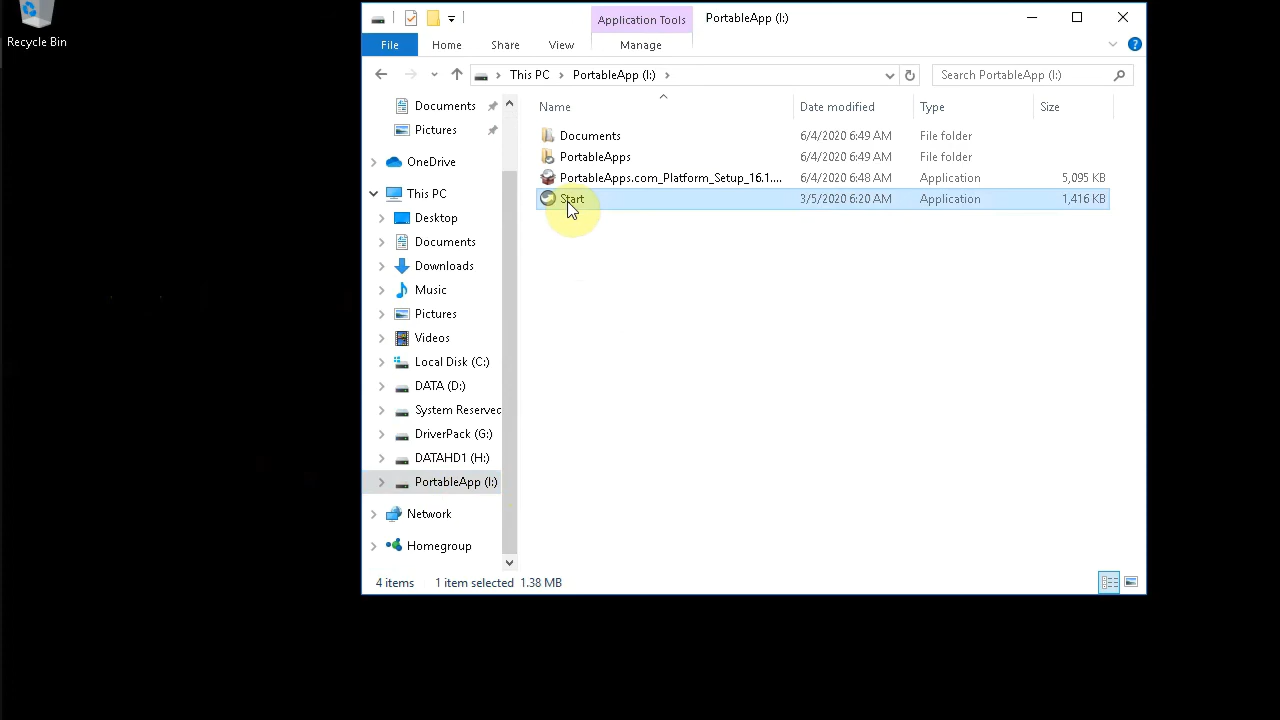 Recycle Bin
Application Tools
PortableApp (I:)
File
Home
Share
View
Manage
This PC
PortableApp (I:)
Search PortableApp (I:)
Documents
Pictures
OneDrive
This PC
Desktop
Documents
Downloads
Music
Pictures
Videos
Local Disk (C:)
DATA (D:)
System Reserved
DriverPack (G:)
DATAHD1 (H:)
PortableApp (I:)
Network
Homegroup
Name Date modified Type Size
Documents 6/4/2020 6:49 AM File folder
PortableApps 6/4/2020 6:49 AM File folder
PortableApps.com_Platform_Setup_16.1.... 6/4/2020 6:48 AM Application 5,095 KB
Start 3/5/2020 6:20 AM Application 1,416 KB
4 items 1 item selected 1.38 MB